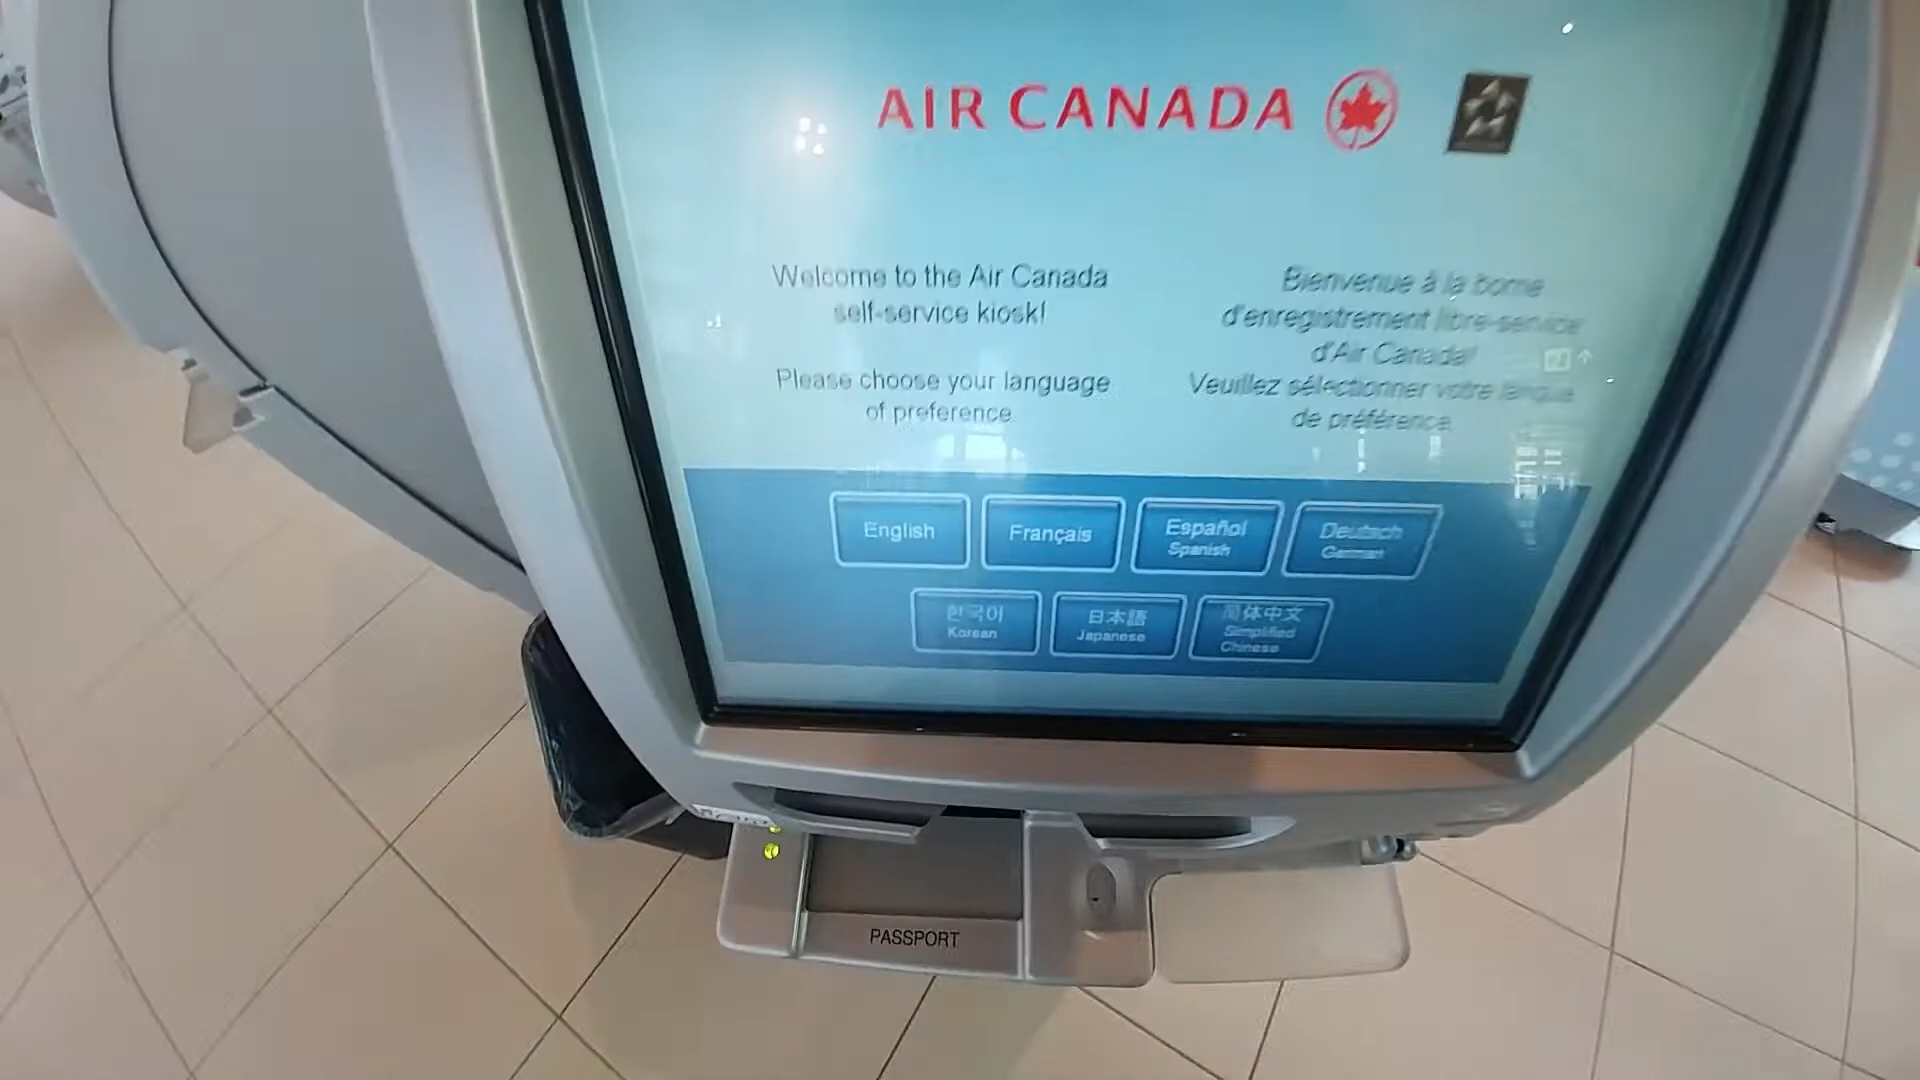 AIR CANADA
Welcome to the Air Canada
self-service kiosk!
Please choose your language
of preference
Bienvenue à la borne
d'enregistrement libre-service
d'Air Canada!
Veuillez sélectionner votre langue
de préférence
English
Français
Español
Spanish
Deutsch
German
한국어
Korean
日本語
Japanese
简体中文
Simplified
Chinese
PASSPORT